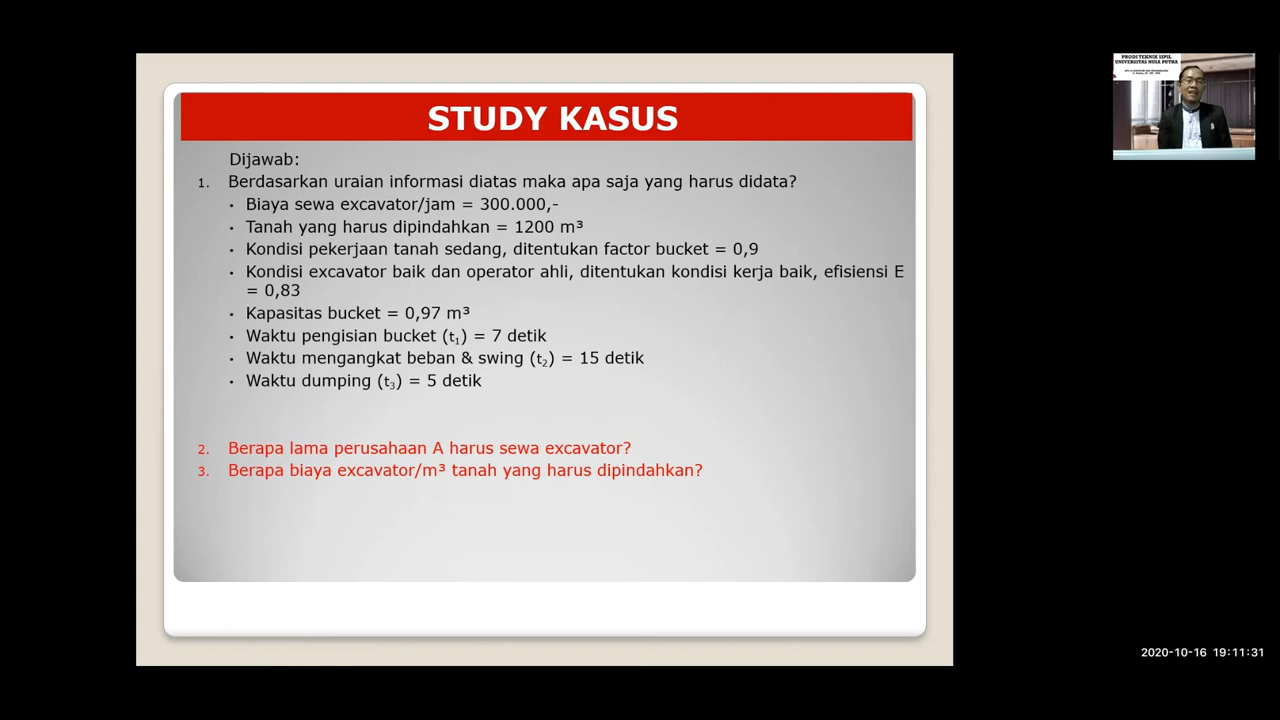 STUDY KASUS
Dijawab:
1. Berdasarkan uraian informasi diatas maka apa saja yang harus didata?
• Biaya sewa excavator/jam = 300.000,-
• Tanah yang harus dipindahkan = 1200 m³
• Kondisi pekerjaan tanah sedang, ditentukan factor bucket = 0,9
• Kondisi excavator baik dan operator ahli, ditentukan kondisi kerja baik, efisiensi E
= 0,83
• Kapasitas bucket = 0,97 m³
• Waktu pengisian bucket (t₁) = 7 detik
• Waktu mengangkat beban & swing (t₂) = 15 detik
• Waktu dumping (t₃) = 5 detik
2. Berapa lama perusahaan A harus sewa excavator?
3. Berapa biaya excavator/m³ tanah yang harus dipindahkan?
PRODI TEKNIK SIPIL
UNIVERSITAS NUSA PUTRA
2020-10-16 19:11:31